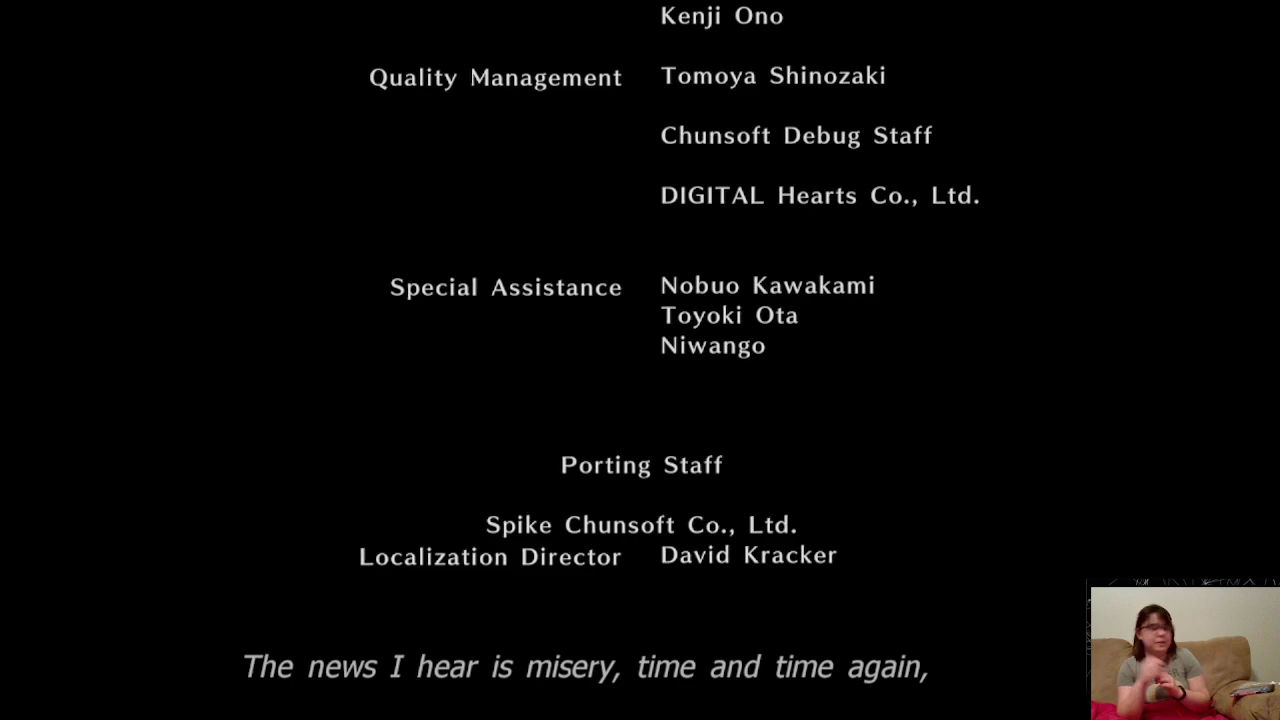 Kenji Ono
Quality Management Tomoya Shinozaki
Chunsoft Debug Staff
DIGITAL Hearts Co., Ltd.
Special Assistance Nobuo Kawakami
Toyoki Ota
Niwango
Porting Staff
Spike Chunsoft Co., Ltd.
Localization Director David Kracker
The news I hear is misery, time and time again,